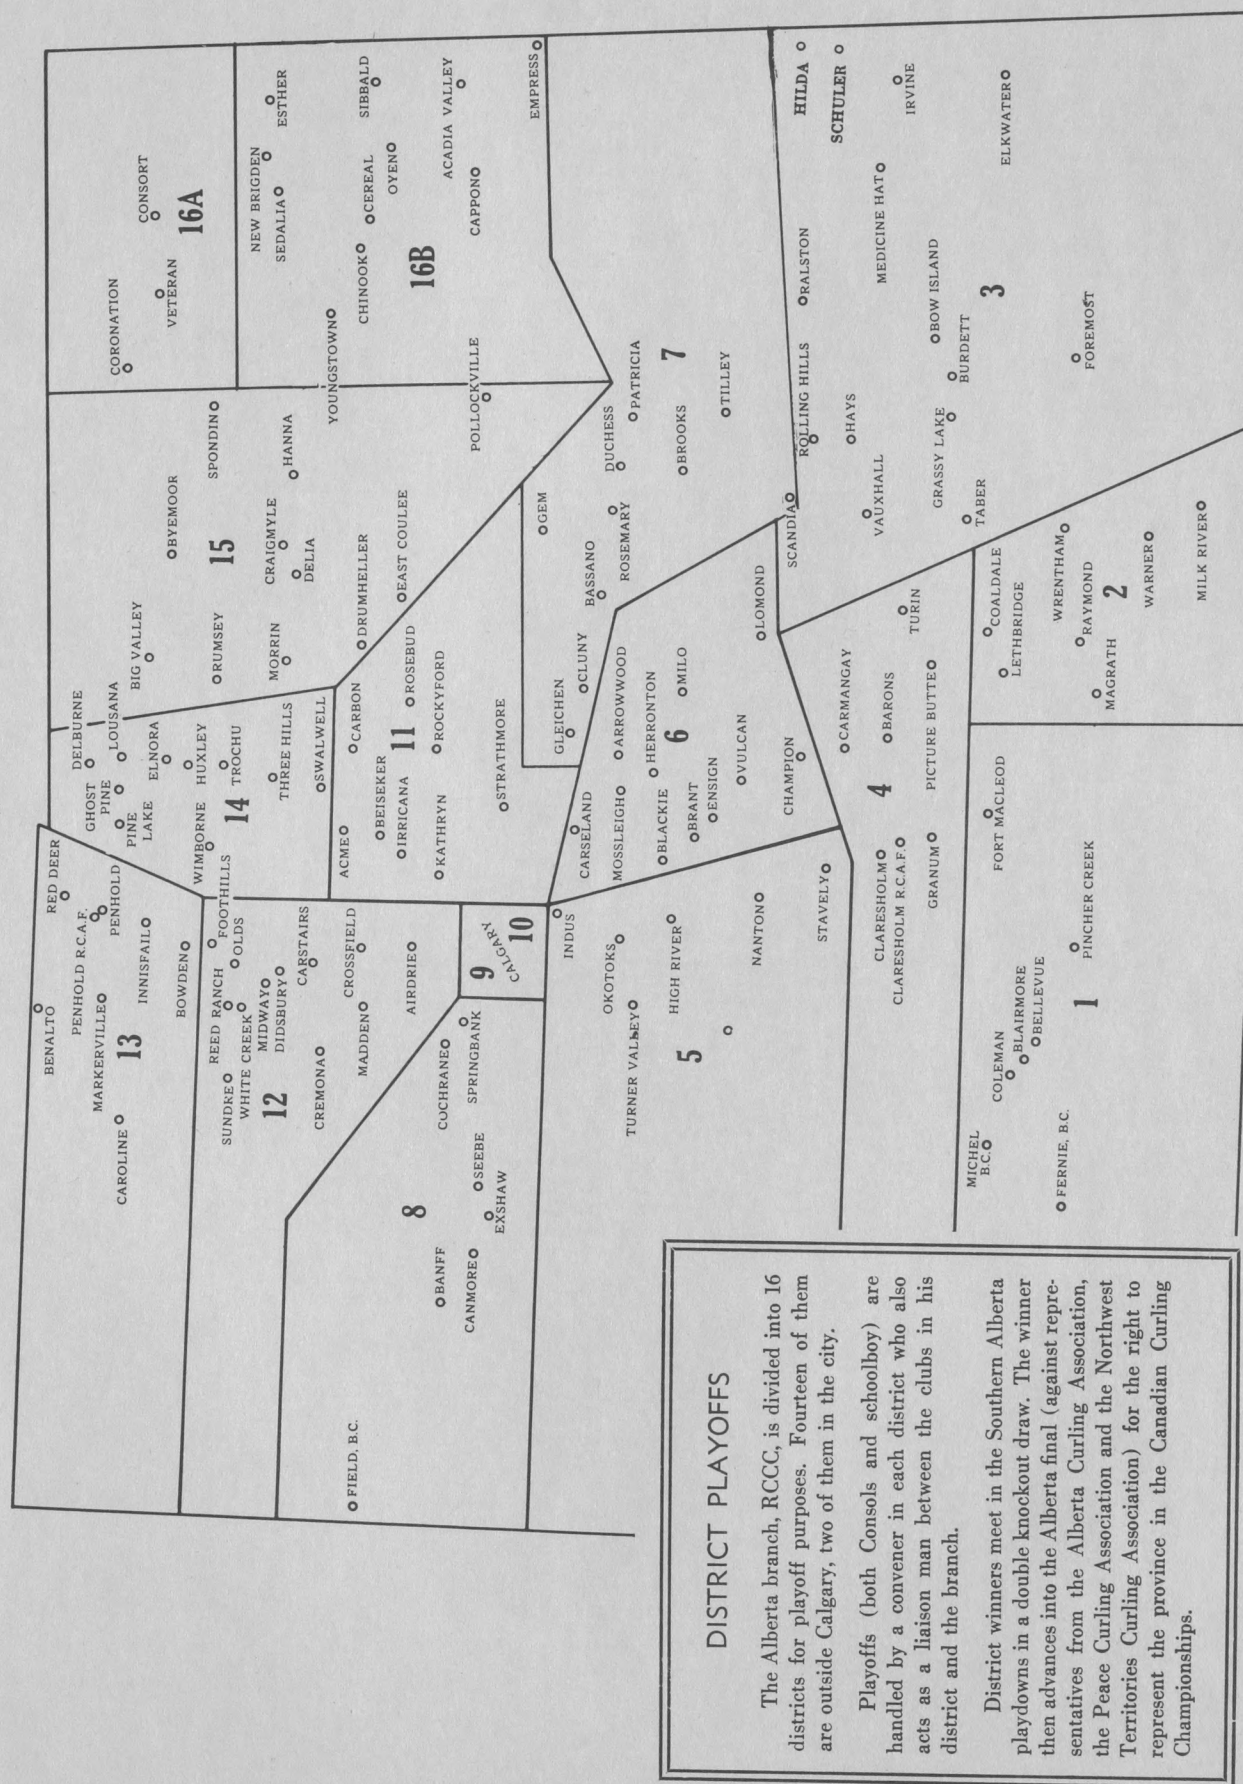 BENALTO
RED DEER
PENHOLD R.C.A.F.
PENHOLD
MARKERVILLE
CAROLINE
13
INNISFAIL
BOWDEN
DELBURNE
GHOST
PINE
LOUSANA
PINE
LAKE
ELNORA
WIMBORNE
HUXLEY
TROCHU
14
THREE HILLS
SWALWELL
BIG VALLEY
BYEMOOR
RUMSEY
SPONDIN
15
CRAIGMYLE
MORRIN
DELIA
HANNA
DRUMHELLER
EAST COULEE
CORONATION
CONSORT
VETERAN
16A
NEW BRIGDEN
ESTHER
SEDALIA
YOUNGSTOWN
CHINOOK
CEREAL
SIBBALD
OYEN
16B
ACADIA VALLEY
CAPPON
POLLOCKVILLE
EMPRESS
REED RANCH
FOOTHILLS
SUNDRE
OLDS
WHITE CREEK
MIDWAY
DIDSBURY
12
CARSTAIRS
CREMONA
CROSSFIELD
MADDEN
AIRDRIE
ACME
CARBON
BEISEKER
11
ROSEBUD
IRRICANA
ROCKYFORD
KATHRYN
STRATHMORE
FIELD, B.C.
8
BANFF
COCHRANE
CANMORE
SEEBE
SPRINGBANK
EXSHAW
9
CALGARY
10
GEM
GLEICHEN
CLUNY
BASSANO
ROSEMARY
DUCHESS
PATRICIA
7
BROOKS
TILLEY
SCANDIA
INDUS
OKOTOKS
TURNER VALLEY
HIGH RIVER
5
NANTON
STAVELY
CARSELAND
MOSSLEIGH
ARROWWOOD
HERRONTON
BLACKIE
6
MILO
BRANT
ENSIGN
VULCAN
LOMOND
CHAMPION
HILDA
SCHULER
RALSTON
ROLLING HILLS
HAYS
VAUXHALL
MEDICINE HAT
IRVINE
BOW ISLAND
GRASSY LAKE
BURDETT
3
TABER
ELKWATER
FOREMOST
CARMANGAY
TURIN
4
BARONS
CLARESHOLM
CLARESHOLM R.C.A.F.
PICTURE BUTTE
GRANUM
MICHEL
B.C.
COLEMAN
BLAIRMORE
BELLEVUE
FORT MACLEOD
FERNIE, B.C.
PINCHER CREEK
1
COALDALE
LETHBRIDGE
WRENTHAM
RAYMOND
MAGRATH
2
WARNER
MILK RIVER
DISTRICT PLAYOFFS
The Alberta branch, RCCC, is divided into 16
districts for playoff purposes. Fourteen of them
are outside Calgary, two of them in the city.
Playoffs (both Consols and schoolboy) are
handled by a convener in each district who also
acts as a liaison man between the clubs in his
district and the branch.
District winners meet in the Southern Alberta
playdowns in a double knockout draw. The winner
then advances into the Alberta final (against repre-
sentatives from the Alberta Curling Association,
the Peace Curling Association and the Northwest
Territories Curling Association) for the right to
represent the province in the Canadian Curling
Championships.